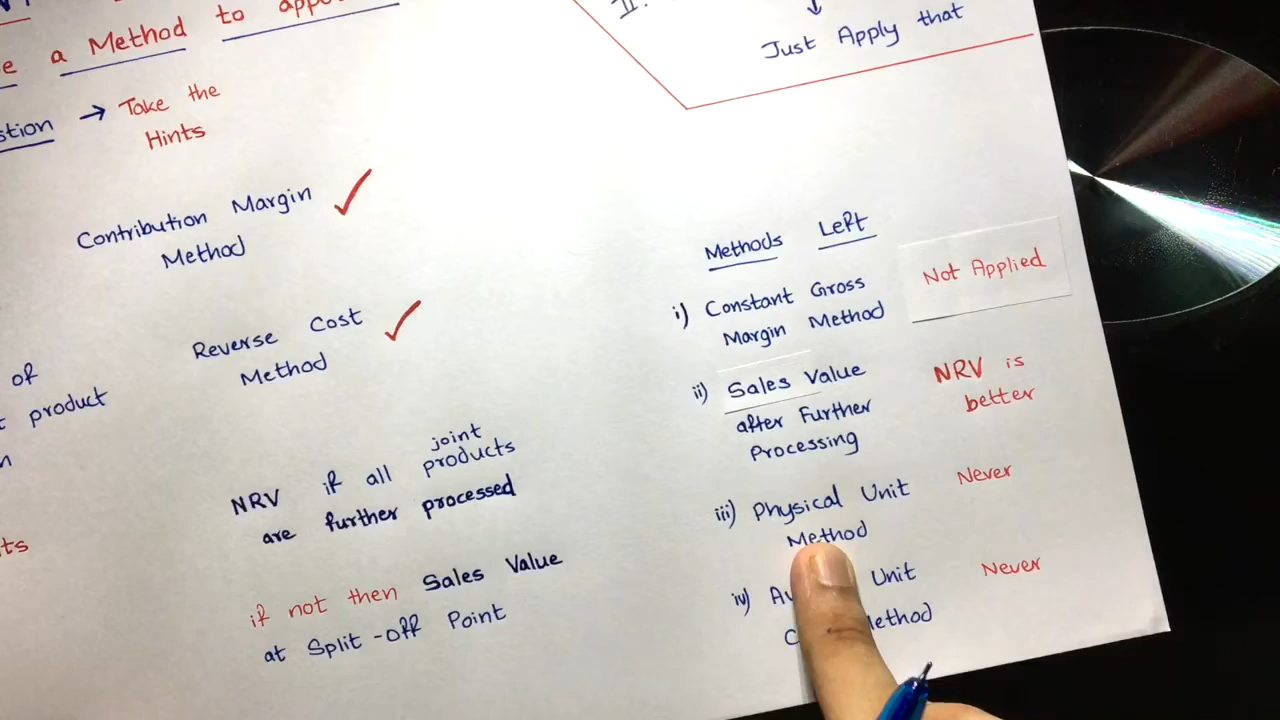 e a Method to
stion → Take the
Hints
Contribution Margin
Method
Reverse Cost
Method
of
product
NRV if all joint products
are further processed
if not then Sales Value
at Split-off Point
II.
Just Apply that
Methods Left
i) Constant Gross
Margin Method
Not Applied
ii) Sales Value
after Further
Processing
NRV is
better
iii) Physical Unit
Method
Never
iv) Unit
Method
Never